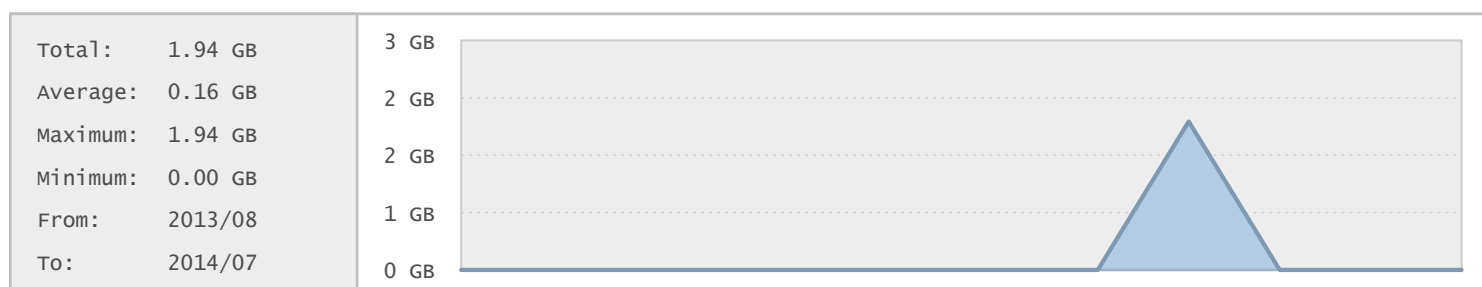 Total: 1.94 GB
Average: 0.16 GB
Maximum: 1.94 GB
Minimum: 0.00 GB
From: 2013/08
To: 2014/07
3 GB
2 GB
2 GB
1 GB
0 GB